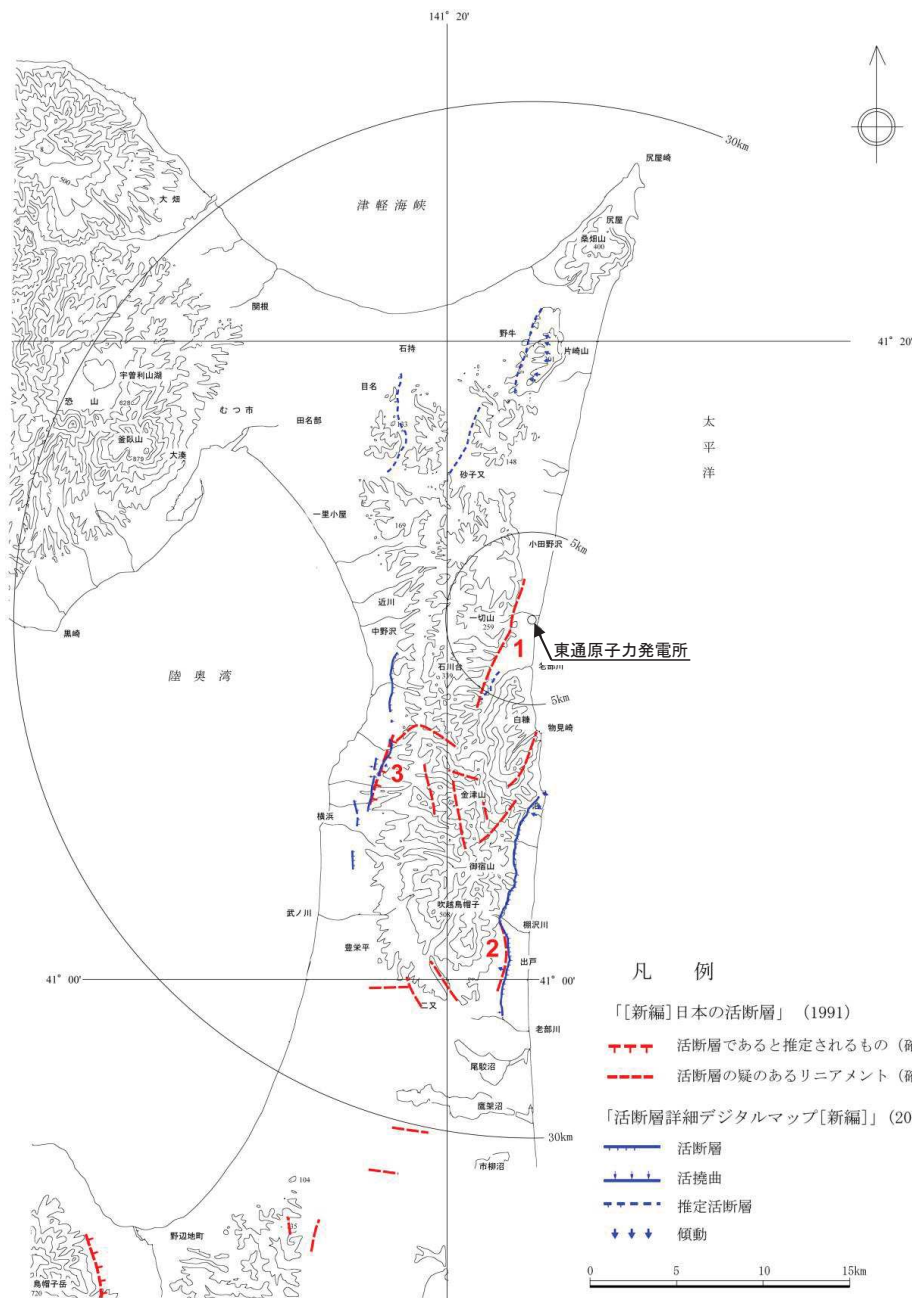 141° 20'
30km
尻屋崎
尻屋
桑畑山
400
500
大畑
津軽海峡
関根
野牛
片崎山
41° 20'
石持
目名
宇曽利山湖
恐山
むつ市
田名部
釜臥山
879
大湊
153
148
砂子又
太平洋
一里小屋
169
小田野沢
5km
近川
一切山
259
中野沢
黒崎
1
東通原子力発電所
老部川
石川台
陸奥湾
5km
白糠
物見崎
3
金津山
泊
横浜
御宿山
吹越烏帽子
508
武ノ川
棚沢川
豊栄平
2
出戸
41° 00'
41° 00'
二又
老部川
尾駮沼
鷹架沼
30km
市柳沼
104
野辺地町
烏帽子岳
720
凡例
「[新編]日本の活断層」（1991）
活断層であると推定されるもの（確
活断層の疑のあるリニアメント（確
「活断層詳細デジタルマップ[新編]」（20
活断層
活撓曲
推定活断層
傾動
0 5 10 15km